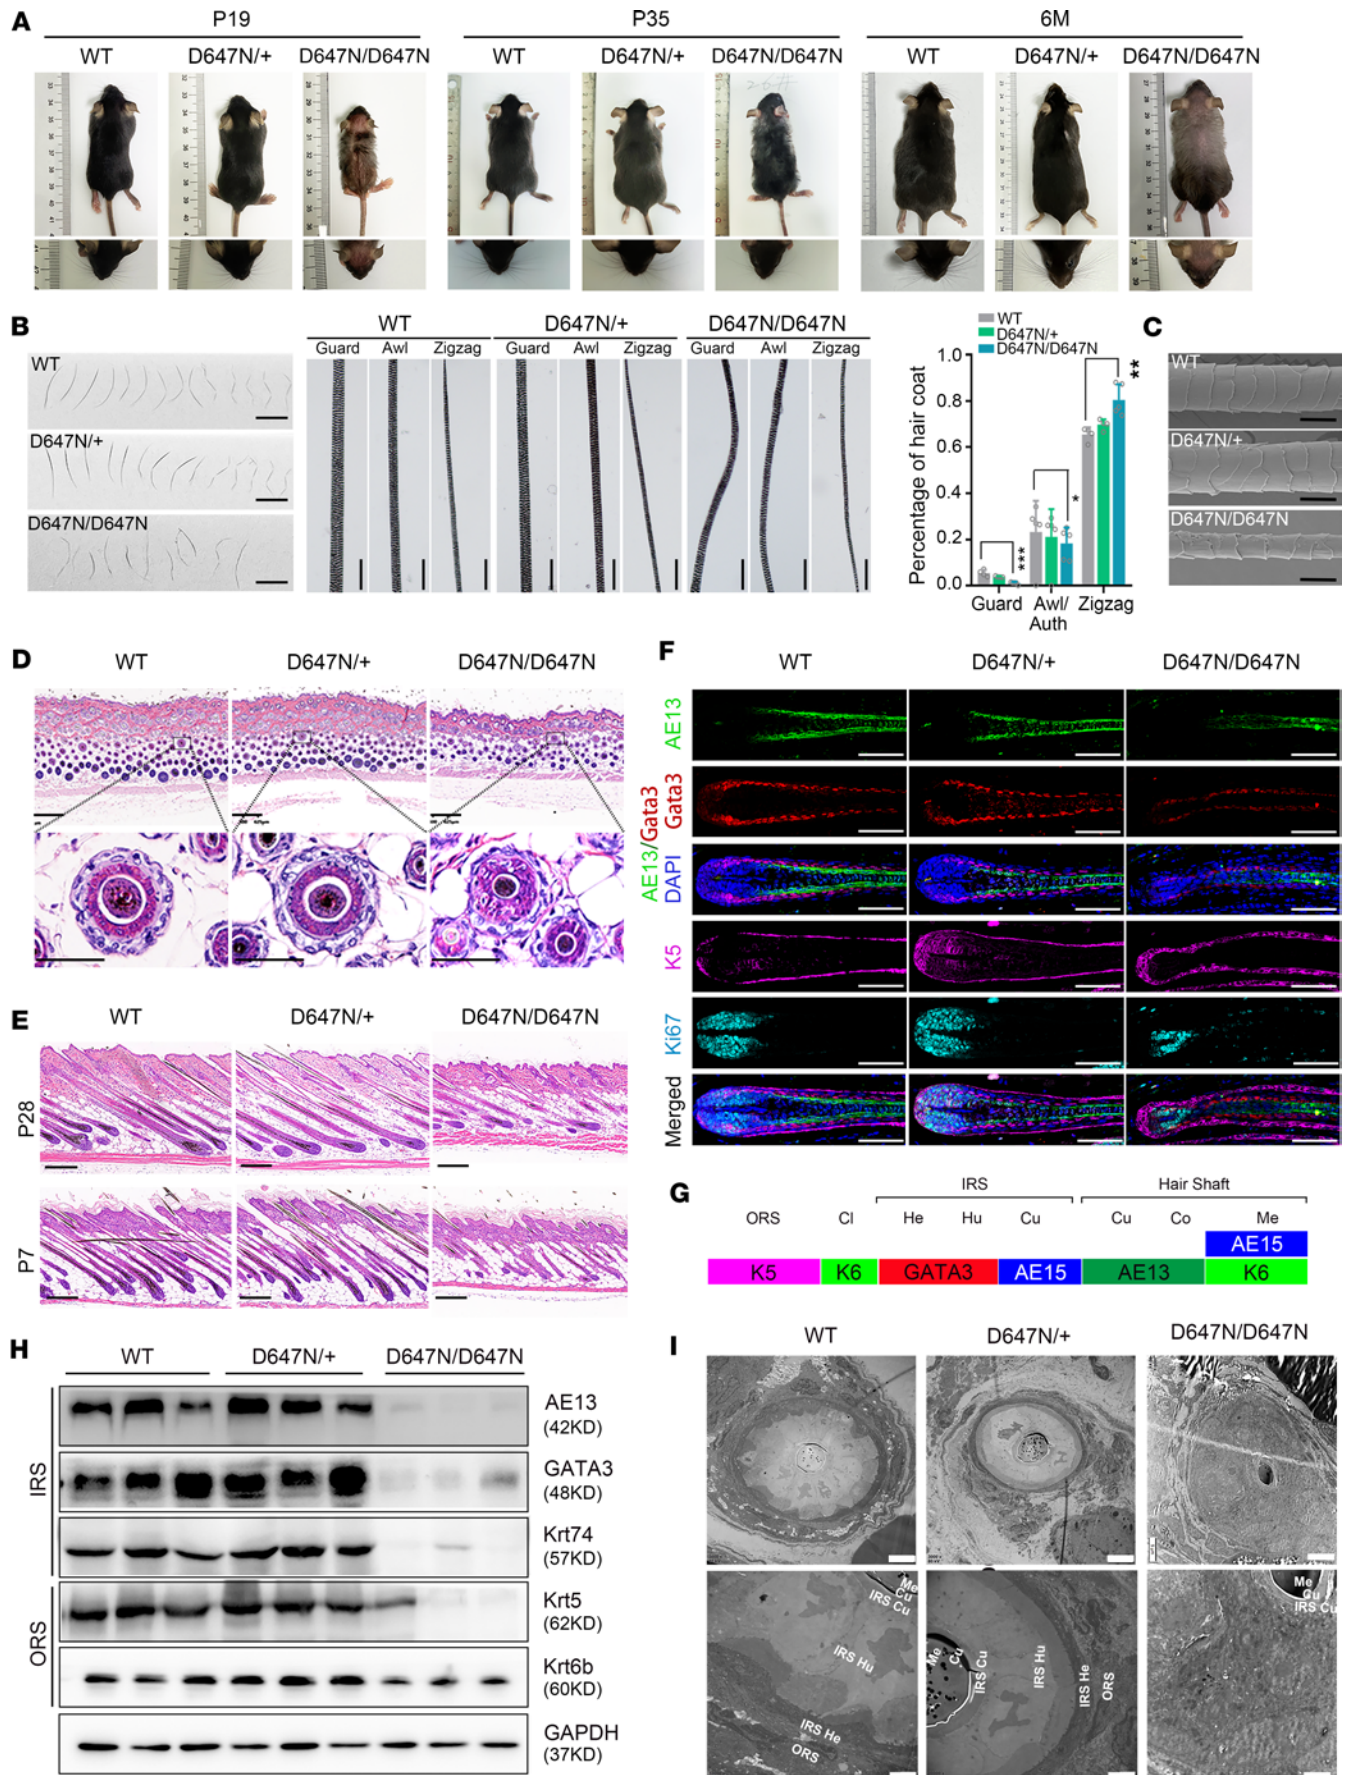 A
P19
P35
6M
WT
D647N/+
D647N/D647N
WT
D647N/+
D647N/D647N
WT
D647N/+
D647N/D647N
B
WT
D647N/+
D647N/D647N
WT
D647N/+
D647N/D647N
Guard
Awl
Zigzag
Guard
Awl
Zigzag
Guard
Awl
Zigzag
WT
D647N/+
D647N/D647N
Percentage of hair coat
1.0
0.8
0.6
0.4
0.2
0.0
***
*
**
Guard
Awl/
Auth
Zigzag
C
WT
D647N/+
D647N/D647N
D
WT
D647N/+
D647N/D647N
E
WT
D647N/+
D647N/D647N
P28
P7
F
WT
D647N/+
D647N/D647N
AE13
Gata3
AE13/Gata3
DAPI
K5
Ki67
Merged
G
IRS
Hair Shaft
ORS
Cl
He
Hu
Cu
Cu
Co
Me
AE15
K5
K6
GATA3
AE15
AE13
K6
H
WT
D647N/+
D647N/D647N
IRS
ORS
AE13
(42KD)
GATA3
(48KD)
Krt74
(57KD)
Krt5
(62KD)
Krt6b
(60KD)
GAPDH
(37KD)
I
WT
D647N/+
D647N/D647N
Me
Cu
IRS Cu
IRS Hu
IRS He
ORS
Me
Cu
IRS Cu
IRS Hu
IRS He
ORS
Me
Cu
IRS Cu